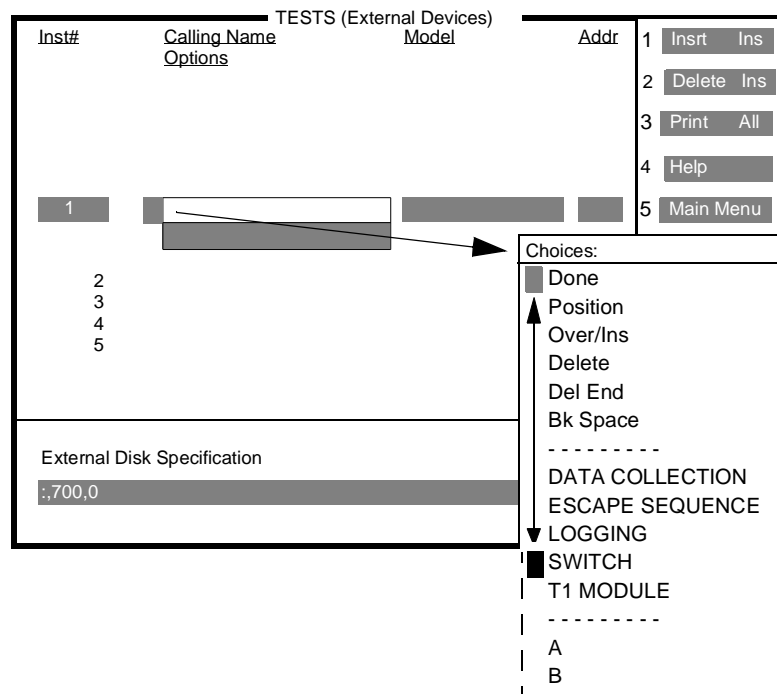 TESTS (External Devices)
Inst# Calling Name Model Addr
Options
1 Insrt Ins
2 Delete Ins
3 Print All
4 Help
5 Main Menu
1
2
3
4
5
External Disk Specification
:,700,0
Choices:
Done
Position
Over/Ins
Delete
Del End
Bk Space
- - - - - - - - -
DATA COLLECTION
ESCAPE SEQUENCE
LOGGING
SWITCH
T1 MODULE
- - - - - - - - -
A
B